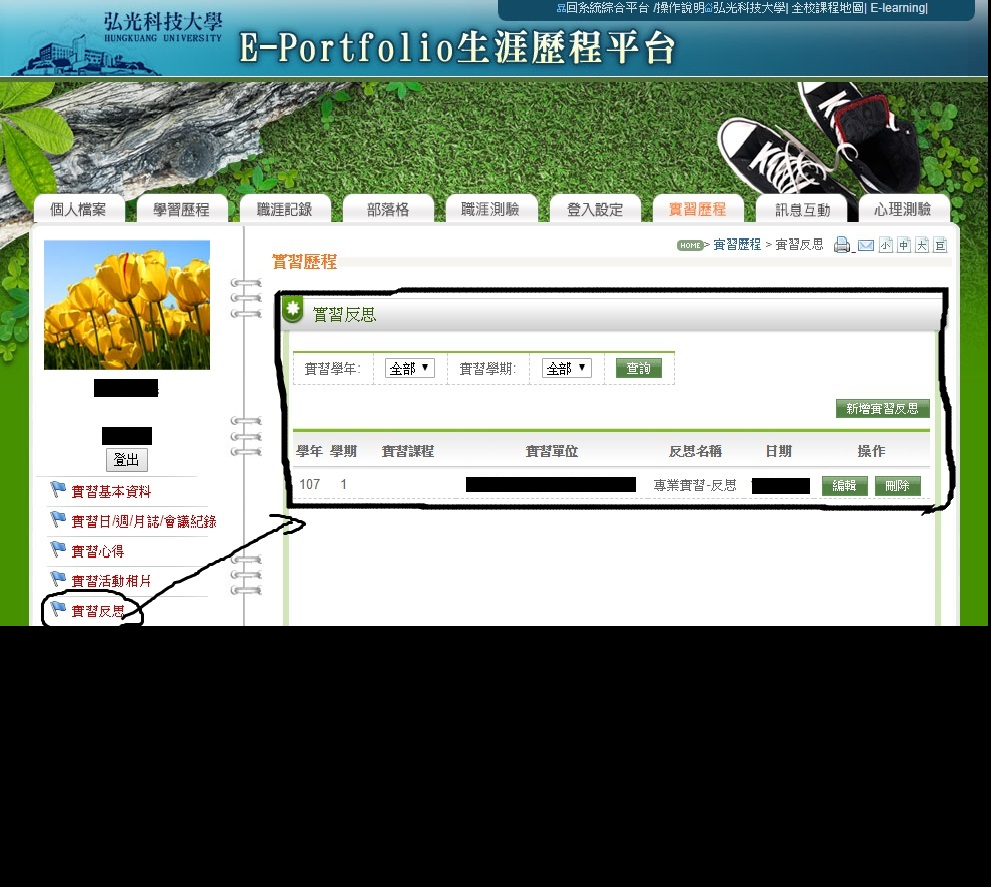 回系統綜合平台 /操作說明 弘光科技大學| 全校課程地圖| E-learning|
弘光科技大學
HUNGKUANG UNIVERSITY
E-Portfolio生涯歷程平台
個人檔案 學習歷程 職涯記錄 部落格 職涯測驗 登入設定 實習歷程 訊息互動 心理測驗
HOME > 實習歷程 > 實習反思 小 中 大 巨
實習歷程
實習反思
實習學年: 全部 實習學期: 全部 查詢
新增實習反思
學年 學期 實習課程 實習單位 反思名稱 日期 操作
107 1 專業實習-反思 編輯 刪除
登出
實習基本資料
實習日/週/月誌/會議紀錄
實習心得
實習活動相片
實習反思